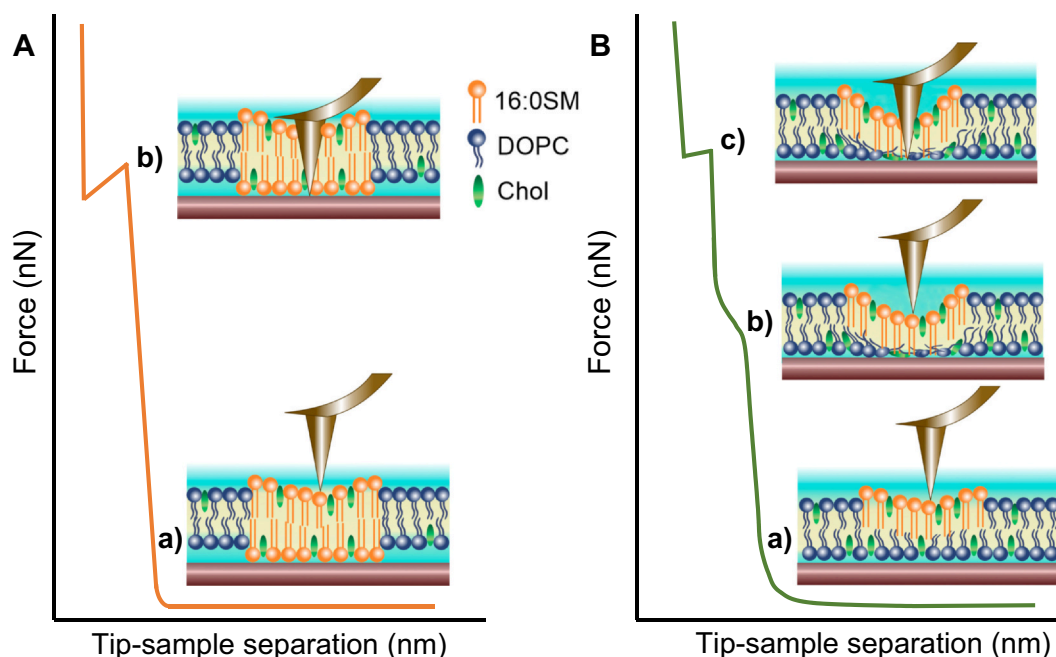 A
16:0SM
DOPC
Chol
b)
a)
Force (nN)
Tip-sample separation (nm)
B
c)
b)
a)
Force (nN)
Tip-sample separation (nm)